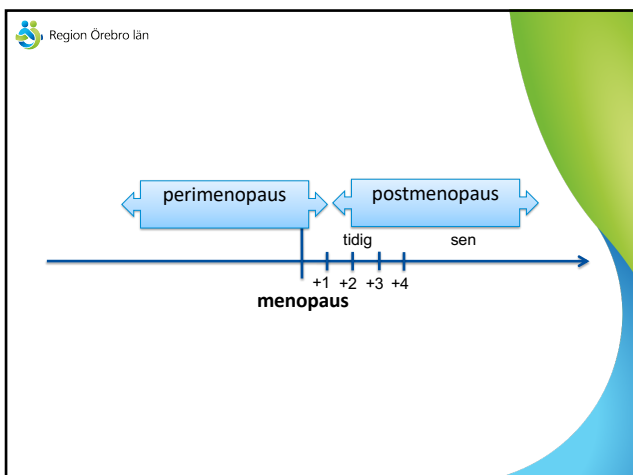 Region Örebro län
perimenopaus
postmenopaus
tidig
sen
+1 +2 +3 +4
menopaus